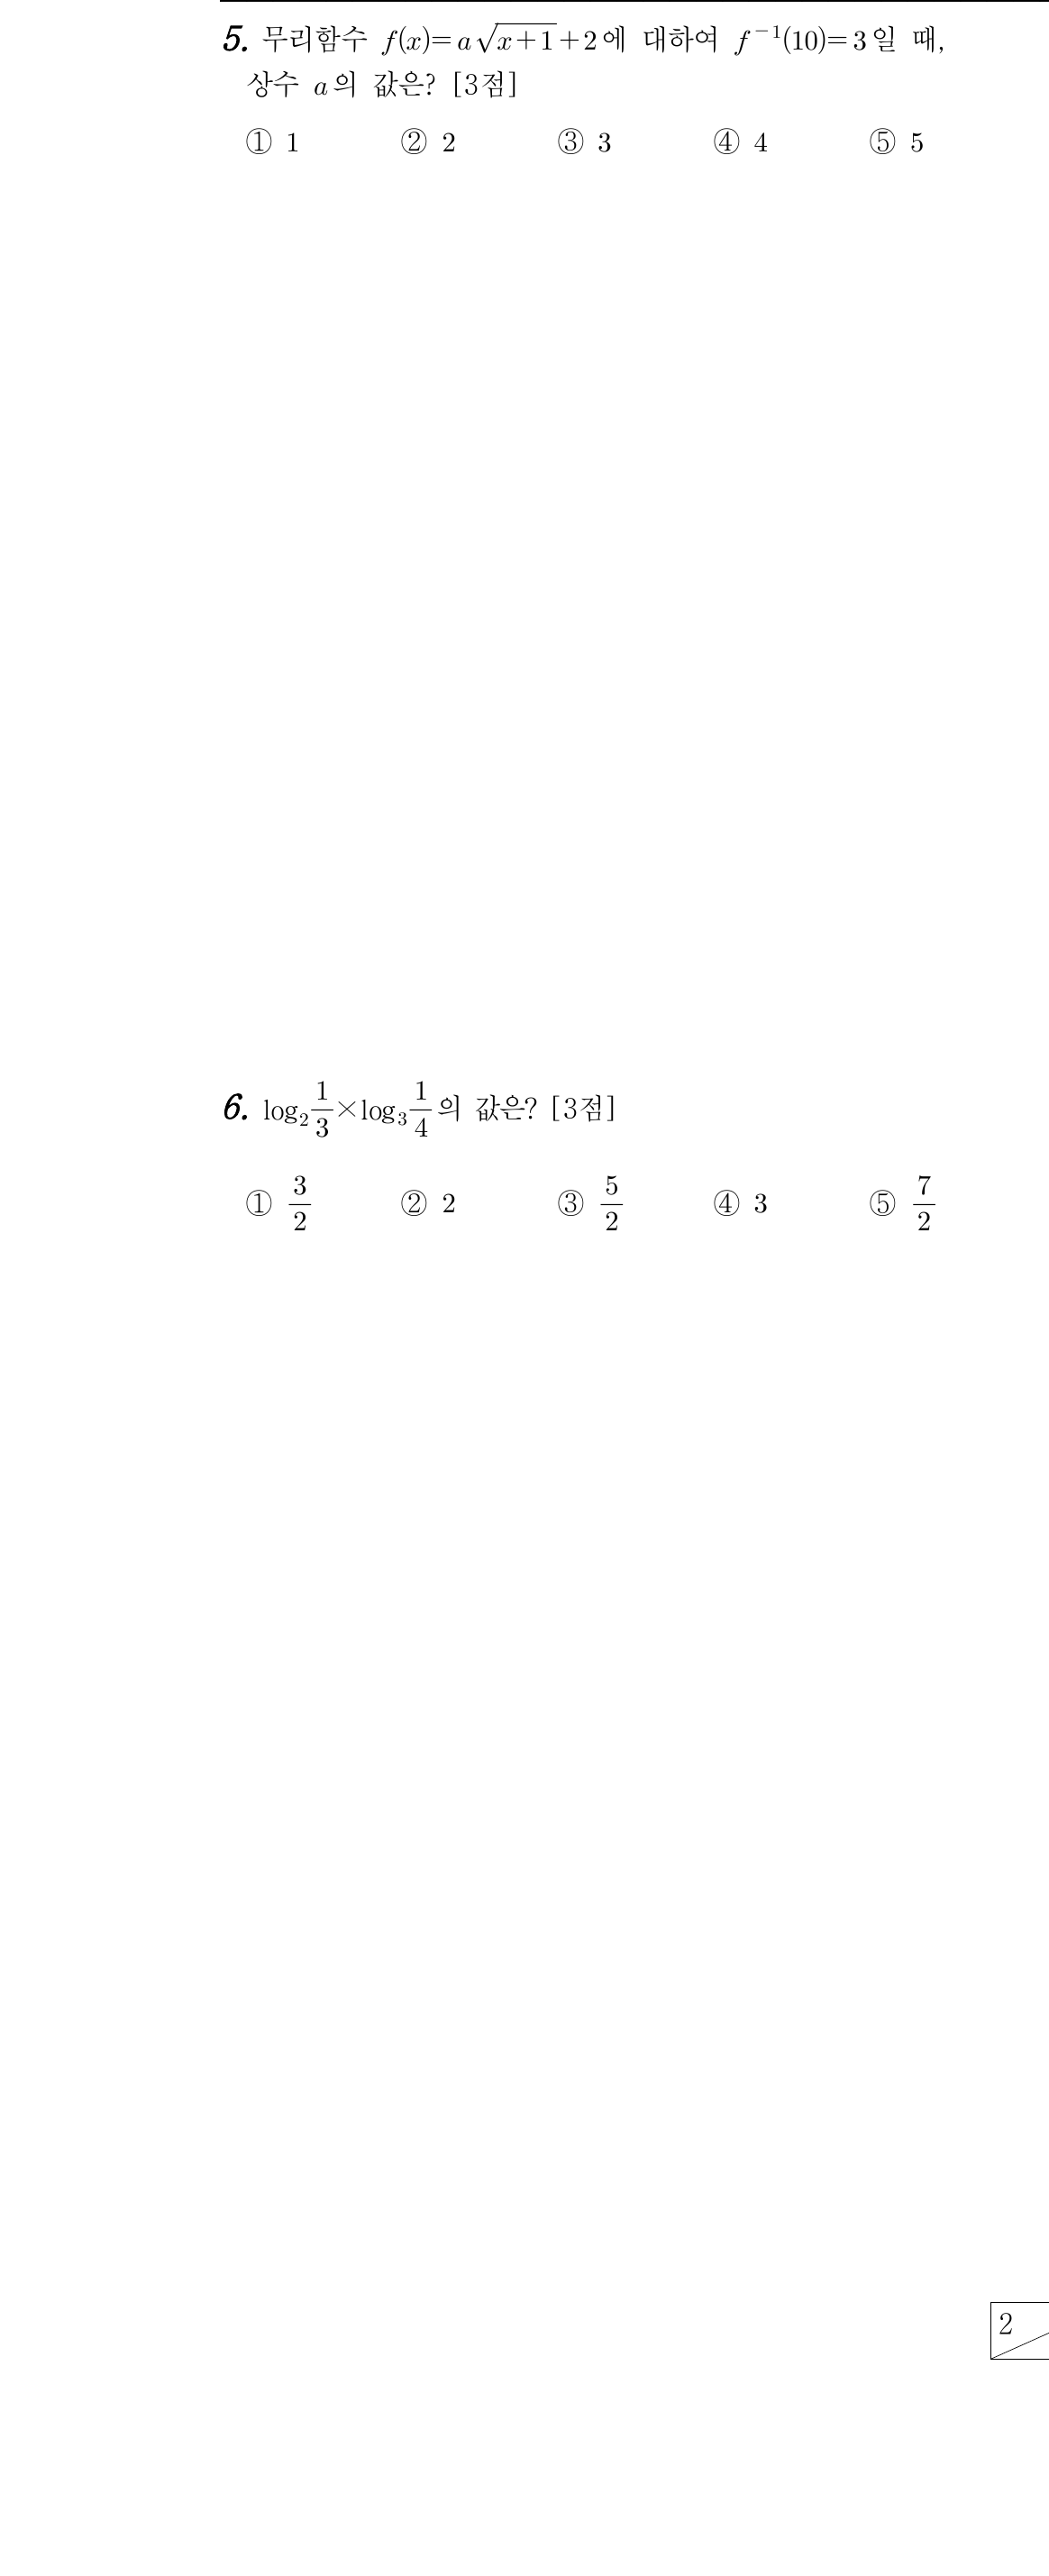 5. 무리함수 f(x)=a√(x+1)+2에 대하여 f⁻¹(10)=3일 때,
상수 a의 값은? [3점]
① 1 ② 2 ③ 3 ④ 4 ⑤ 5
6. log₂ 1/3 × log₃ 1/4 의 값은? [3점]
① 3/2 ② 2 ③ 5/2 ④ 3 ⑤ 7/2
2